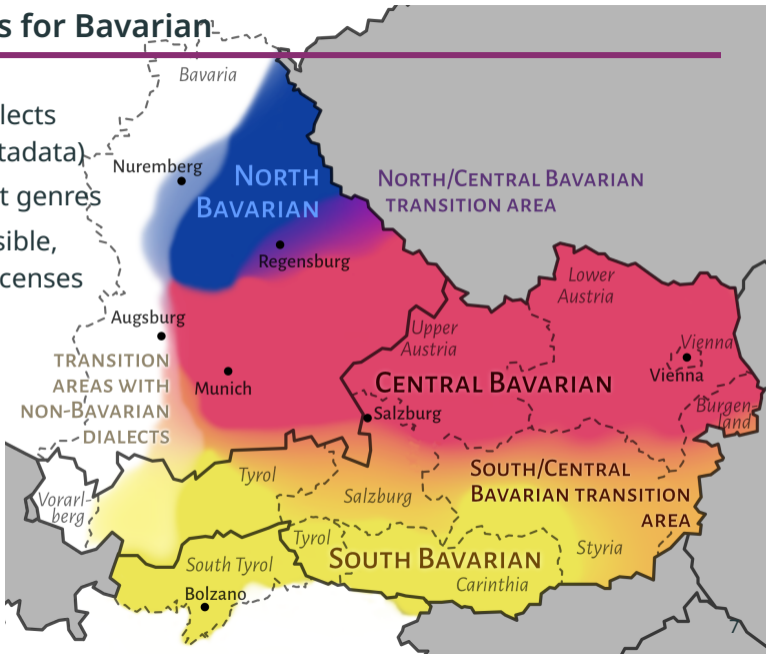 s for Bavarian
Bavaria
lects
tadata)
Nuremberg
t genres
North
Bavarian
North/Central Bavarian
transition area
sible,
Regensburg
censes
Lower
Austria
Augsburg
Upper
Austria
Vienna
Vienna
transition
areas with
non-Bavarian
dialects
Munich
Central Bavarian
Salzburg
Burgen-
land
South/Central
Bavarian transition
area
Tyrol
Salzburg
Vorarl-
berg
Tyrol
South Bavarian
Styria
South Tyrol
Carinthia
Bolzano
7